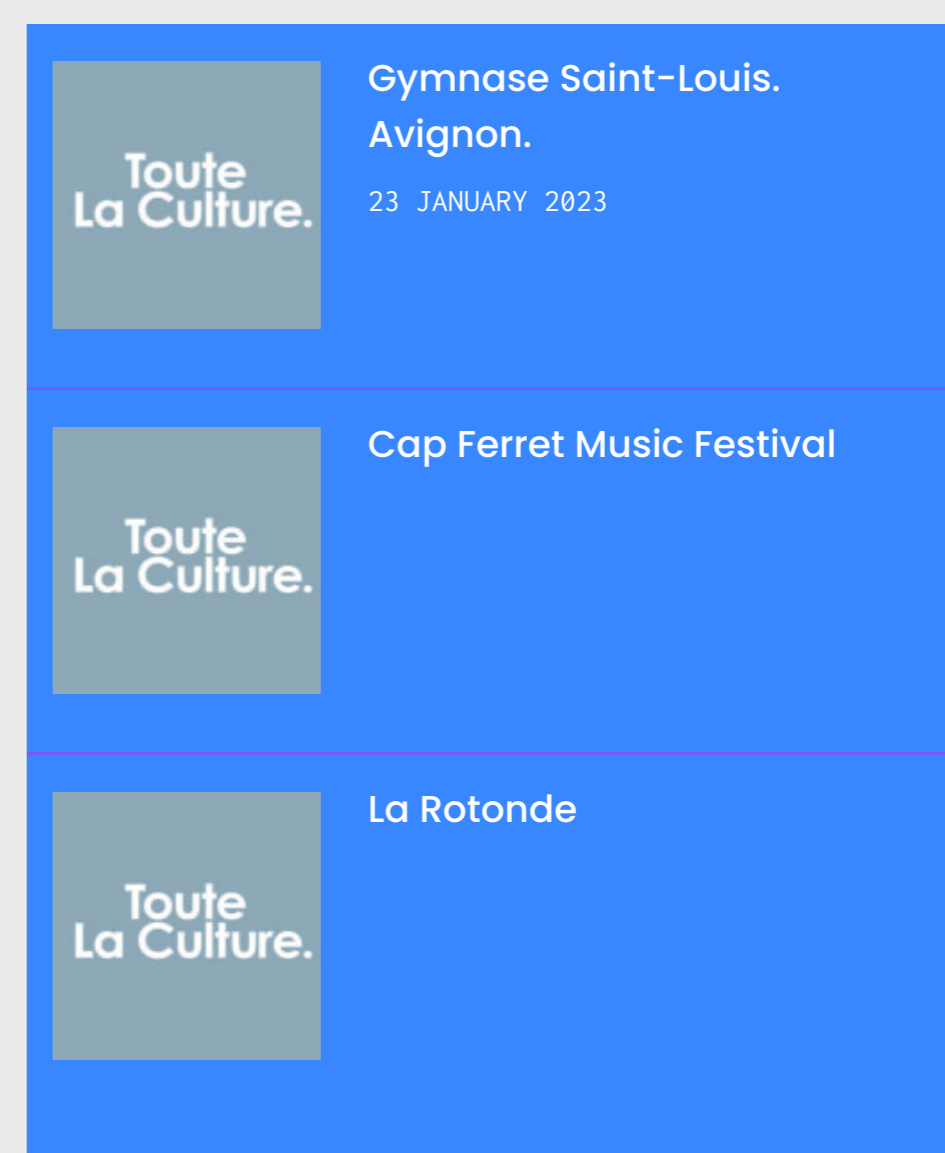 Toute
La Culture.
Gymnase Saint-Louis.
Avignon.
23 JANUARY 2023
Toute
La Culture.
Cap Ferret Music Festival
Toute
La Culture.
La Rotonde